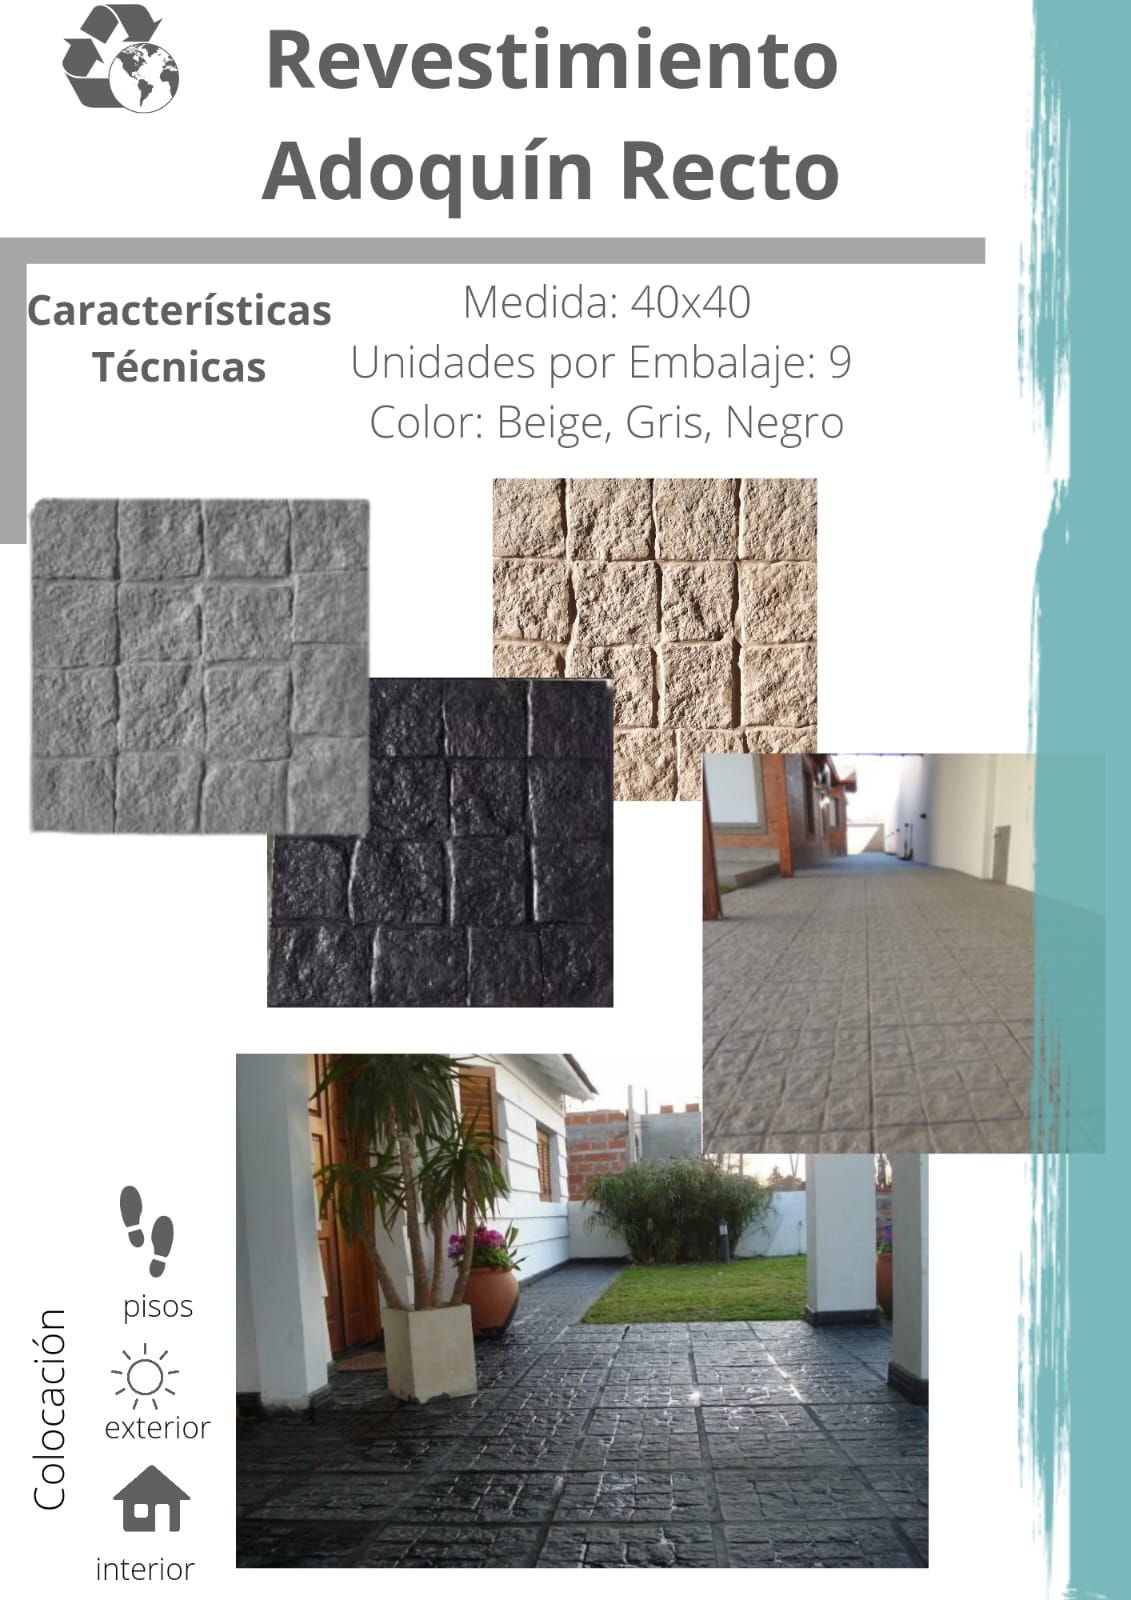 Revestimiento
Adoquín Recto
Características
Técnicas
Medida: 40x40
Unidades por Embalaje: 9
Color: Beige, Gris, Negro
Colocación
pisos
exterior
interior